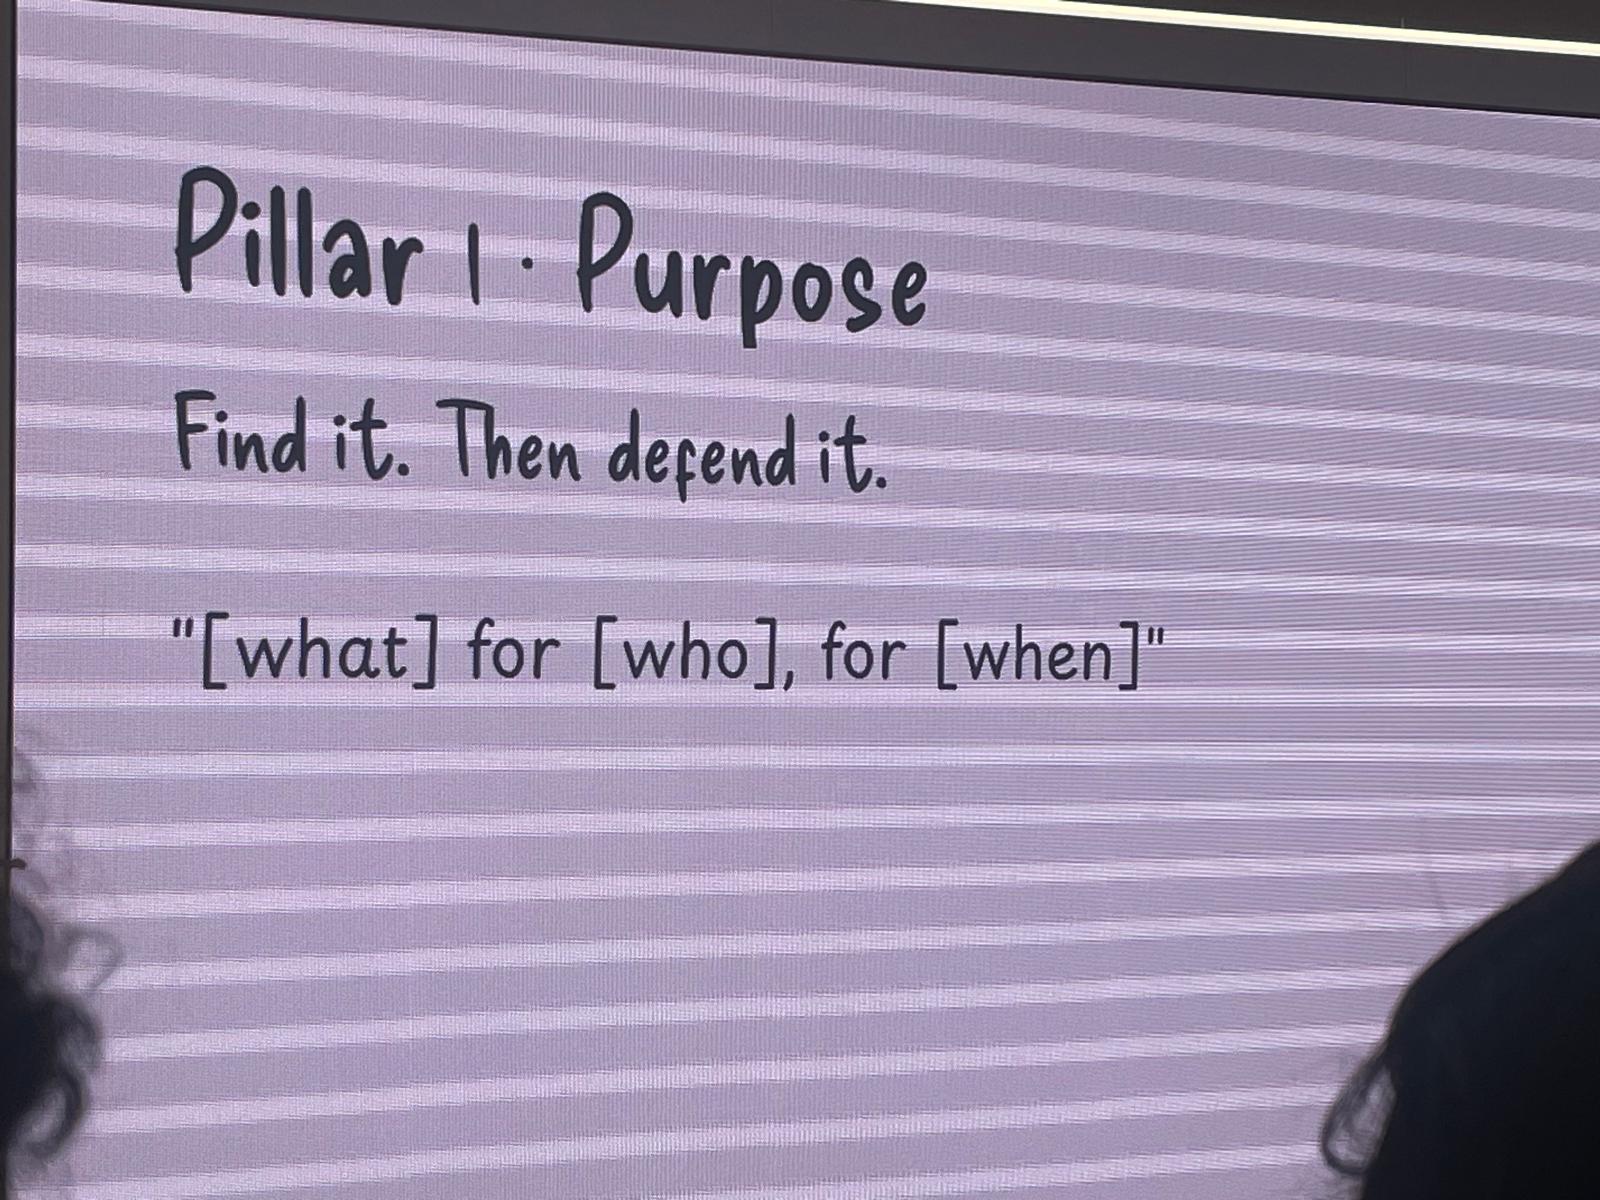 Pillar 1 · Purpose
Find it. Then defend it.
"[what] for [who], for [when]"